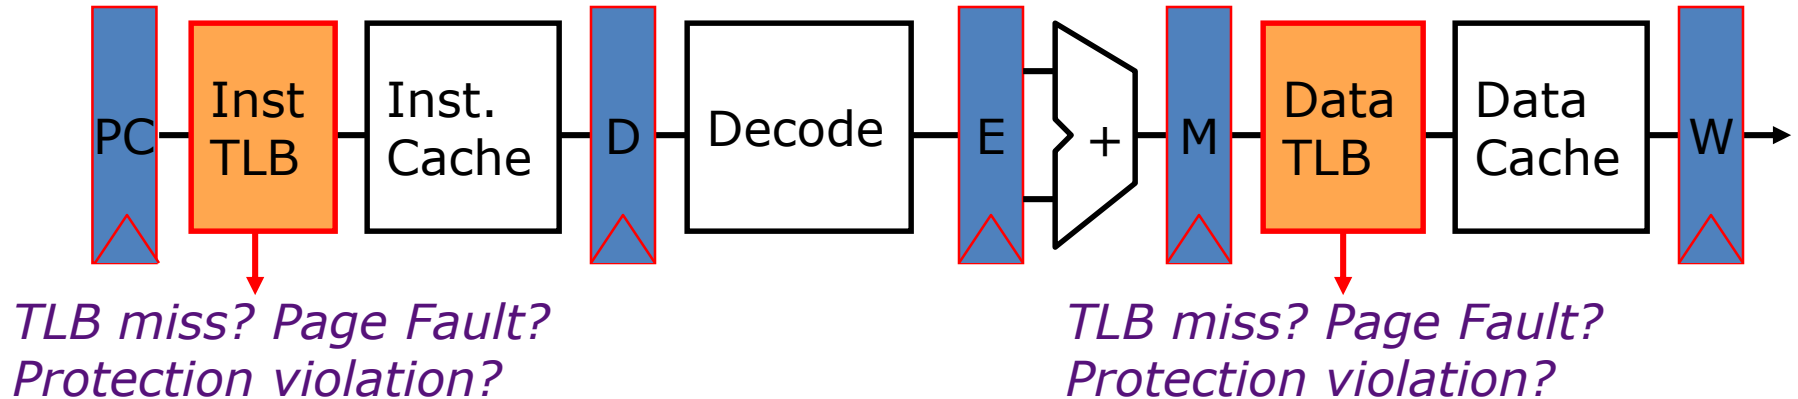 PC
Inst
TLB
Inst.
Cache
D
Decode
E
+
M
Data
TLB
Data
Cache
W
TLB miss? Page Fault?
Protection violation?
TLB miss? Page Fault?
Protection violation?